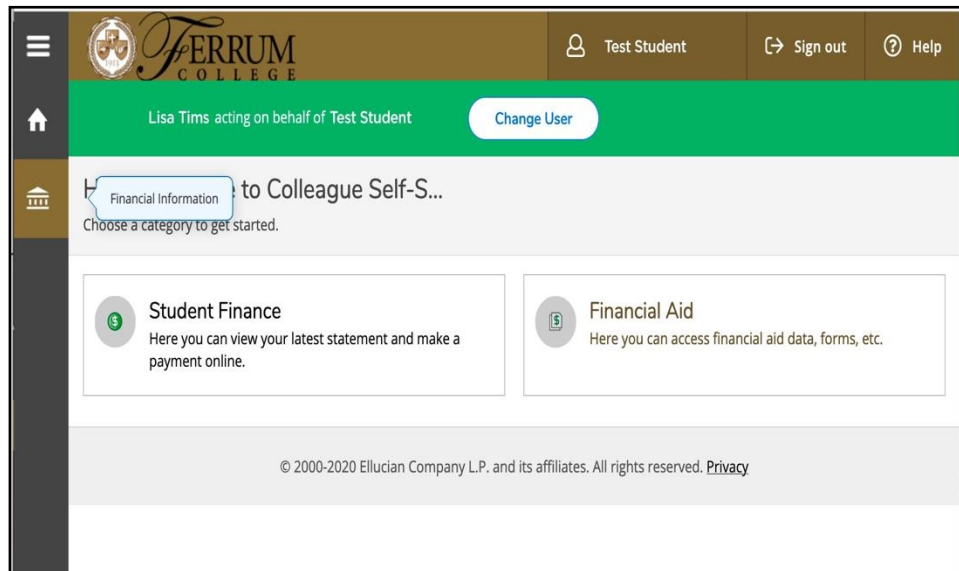 FERRUM
COLLEGE
1913
Test Student
Sign out
? Help
Lisa Tims acting on behalf of Test Student
Change User
Financial Information
H to Colleague Self-S...
Choose a category to get started.
$
Student Finance
Here you can view your latest statement and make a
payment online.
$
Financial Aid
Here you can access financial aid data, forms, etc.
© 2000-2020 Ellucian Company L.P. and its affiliates. All rights reserved. Privacy